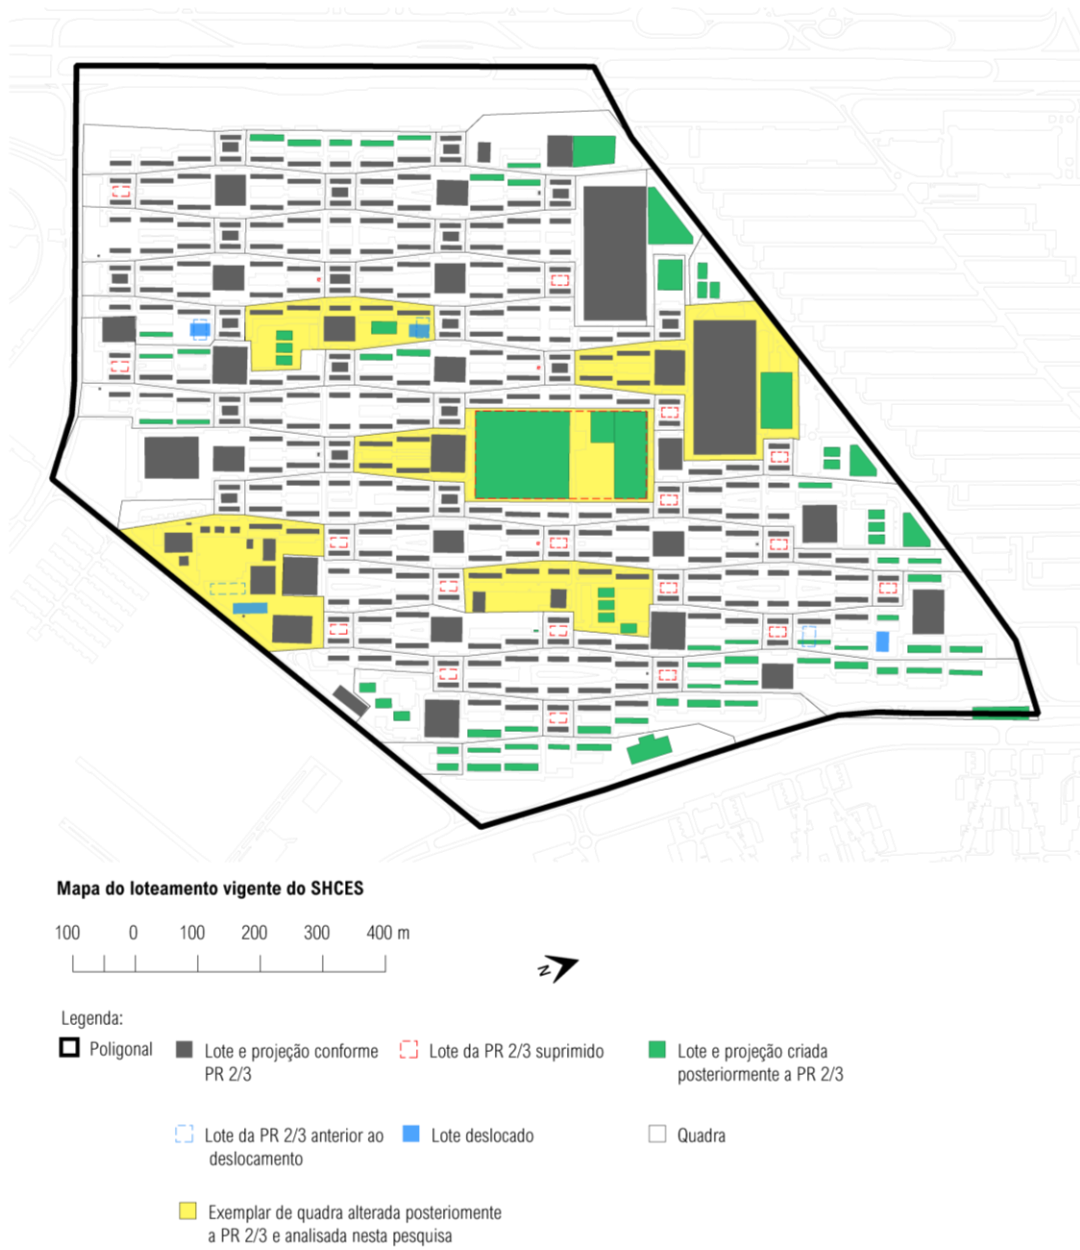 Mapa do loteamento vigente do SHCES
100 0 100 200 300 400 m
N
Legenda:
Poligonal
Lote e projeção conforme
PR 2/3
Lote da PR 2/3 suprimido
Lote e projeção criada
posteriormente a PR 2/3
Lote da PR 2/3 anterior ao
deslocamento
Lote deslocado
Quadra
Exemplar de quadra alterada posteriomente
a PR 2/3 e analisada nesta pesquisa